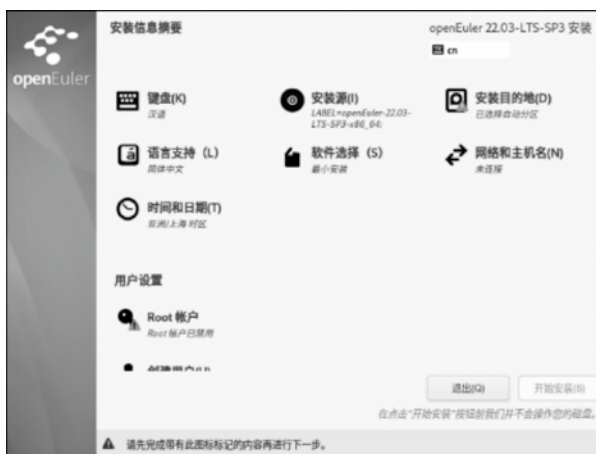 安装信息摘要
openEuler 22.03-LTS-SP3 安装
cn
openEuler
键盘(K)
汉语
安装源(I)
LABEL=openEuler-22.03-
LTS-SP3-x86_64:
安装目的地(D)
已选择自动分区
语言支持（L）
简体中文
软件选择（S）
最小安装
网络和主机名(N)
未连接
时间和日期(T)
亚洲/上海 时区
用户设置
Root 帐户
Root 帐户已禁用
创建用户(U)
退出(Q)
开始安装(B)
在点击"开始安装"按钮前我们并不会操作您的磁盘。
请先完成带有此图标标记的内容再进行下一步。